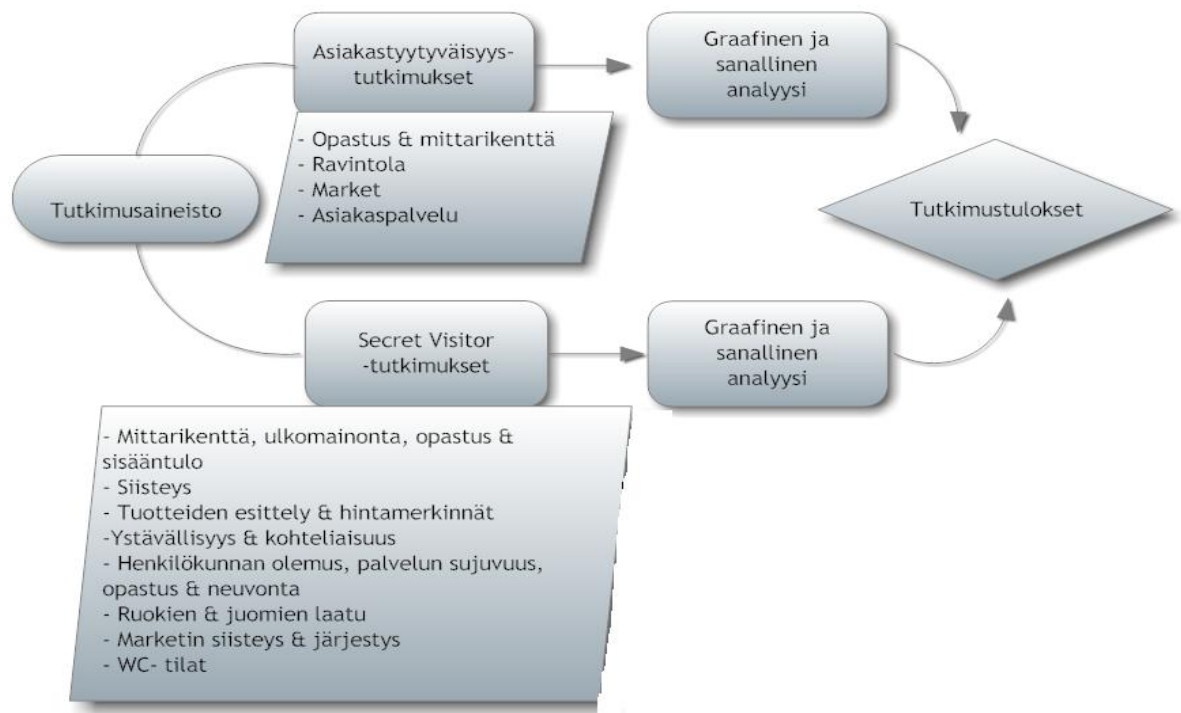 Tutkimusaineisto
Asiakastyytyväisyys-
tutkimukset
- Opastus & mittarikenttä
- Ravintola
- Market
- Asiakaspalvelu
Graafinen ja
sanallinen
analyysi
Secret Visitor
-tutkimukset
- Mittarikenttä, ulkomainonta, opastus &
sisääntulo
- Siisteys
- Tuotteiden esittely & hintamerkinnät
-Ystävällisyys & kohteliaisuus
- Henkilökunnan olemus, palvelun sujuvuus,
opastus & neuvonta
- Ruokien & juomien laatu
- Marketin siisteys & järjestys
- WC- tilat
Graafinen ja
sanallinen
analyysi
Tutkimustulokset